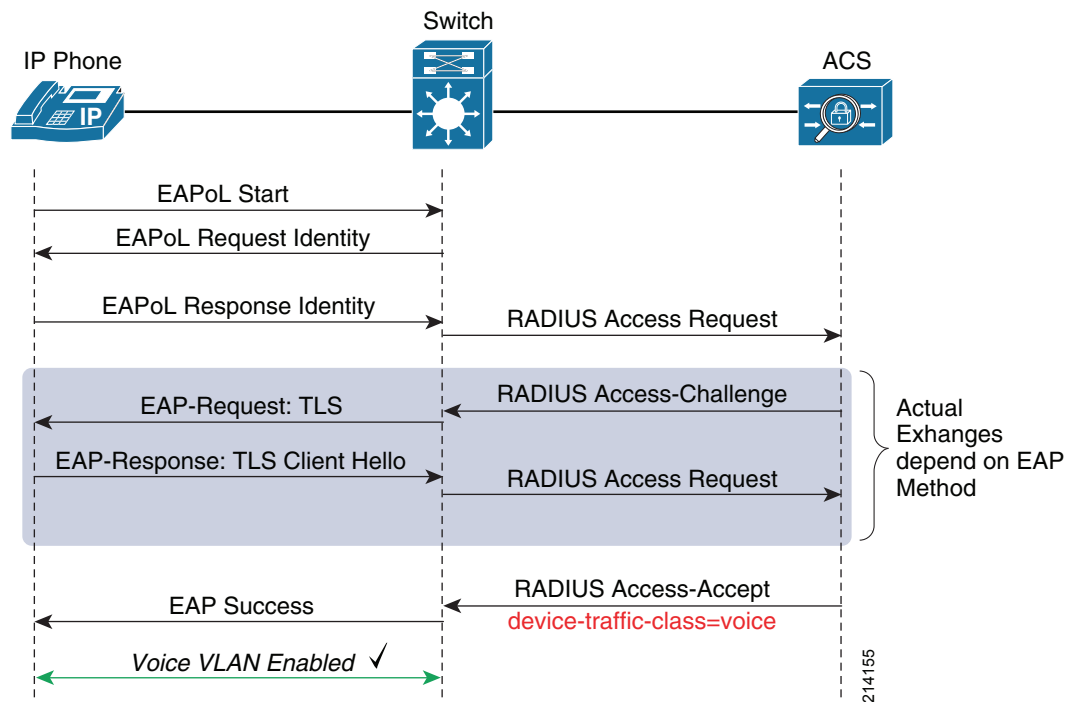 Switch
IP Phone
ACS
IP
EAPoL Start
EAPoL Request Identity
EAPoL Response Identity
RADIUS Access Request
RADIUS Access-Challenge
EAP-Request: TLS
EAP-Response: TLS Client Hello
RADIUS Access Request
Actual
Exhanges
depend on EAP
Method
RADIUS Access-Accept
EAP Success
device-traffic-class=voice
Voice VLAN Enabled ✓
214155